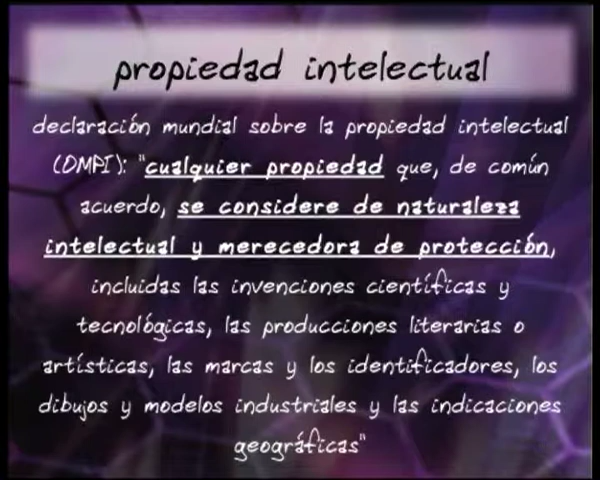 propiedad intelectual
declaración mundial sobre la propiedad intelectual
(OMPI): "cualquier propiedad que, de común
acuerdo, se considere de naturaleza
intelectual y merecedora de protección,
incluidas las invenciones científicas y
tecnológicas, las producciones literarias o
artísticas, las marcas y los identificadores, los
dibujos y modelos industriales y las indicaciones
geográficas"